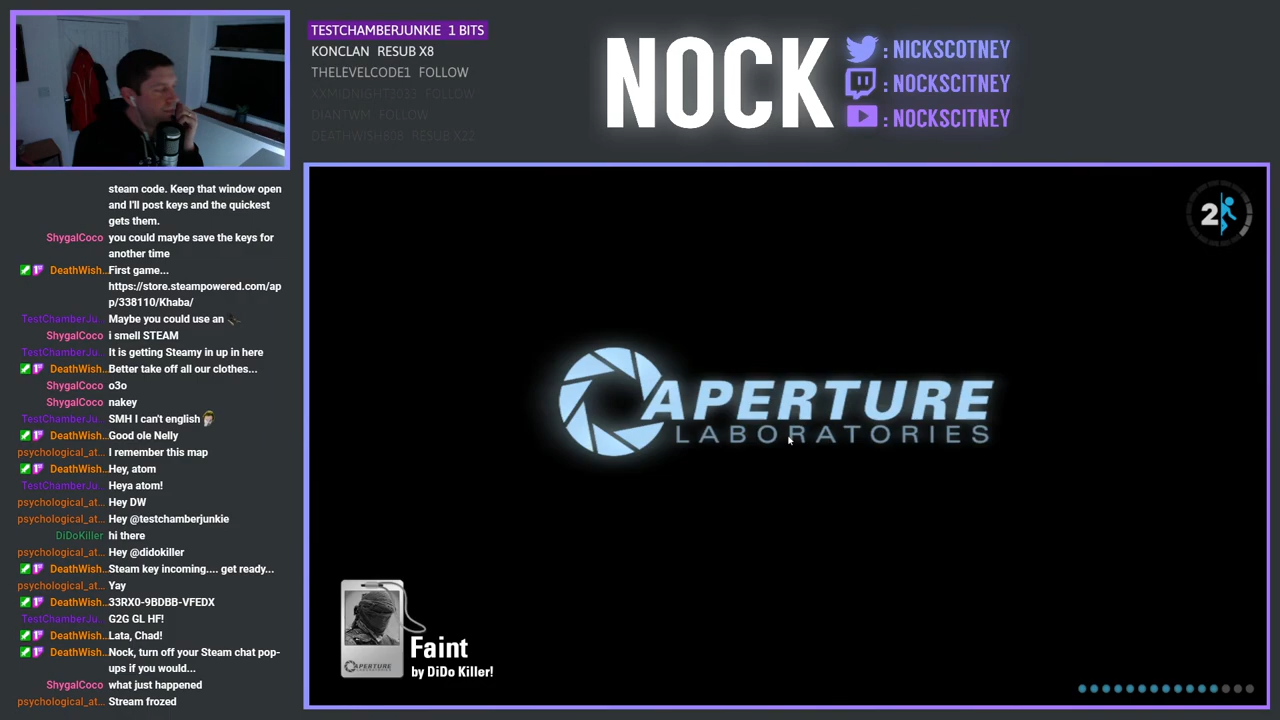 TESTCHAMBERJUNKIE 1 BITS
KONCLAN RESUB X8
THELEVELCODE1 FOLLOW
DIANTWM FOLLOW
DEATHWISH808 RESUB X22
NOCK
: NICKSCOTNEY
: NOCKSCITNEY
: NOCKSCITNEY
steam code. Keep that window open
and I'll post keys and the quickest
gets them.
ShygalCoco you could maybe save the keys for
another time
DeathWish... First game...
https://store.steampowered.com/ap
p/338110/Khaba/
TestChamberJu... Maybe you could use an
ShygalCoco i smell STEAM
TestChamberJu... It is getting Steamy in up in here
DeathWish... Better take off all our clothes...
ShygalCoco o3o
ShygalCoco nakey
TestChamberJu... SMH I can't english
DeathWish... Good ole Nelly
psychological_at... I remember this map
DeathWish... Hey, atom
TestChamberJu... Heya atom!
psychological_at... Hey DW
psychological_at... Hey @testchamberjunkie
DiDoKiller hi there
psychological_at... Hey @didokiller
DeathWish... Steam key incoming.... get ready...
psychological_at... Yay
DeathWish... 33RX0-9BDBB-VFEDX
TestChamberJu... G2G GL HF!
DeathWish... Lata, Chad!
DeathWish... Nock, turn off your Steam chat pop-
ups if you would...
ShygalCoco what just happened
psychological_at... Stream frozed
2
APERTURE
LABORATORIES
APERTURE
Faint
by DiDo Killer!